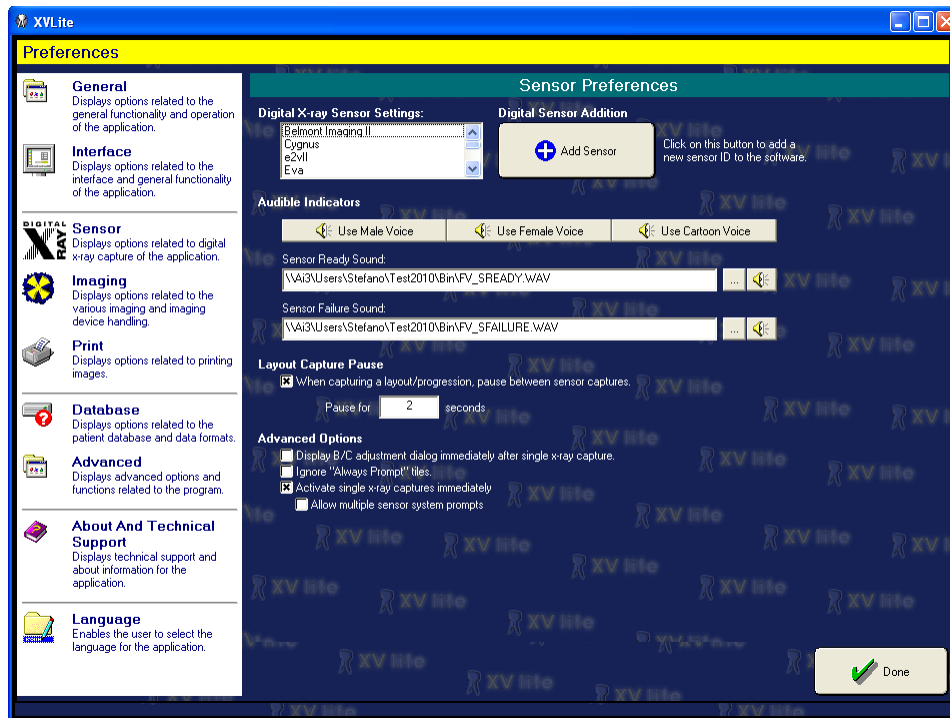 XVLite
Preferences
General
Displays options related to the
general functionality and operation
of the application.
Interface
Displays options related to the
interface and general functionality
of the application.
DIGITAL
X RAY
Sensor
Displays options related to digital
x-ray capture of the application.
Imaging
Displays options related to the
various imaging and imaging
device handling.
Print
Displays options related to printing
images.
Database
Displays options related to the
patient database and data formats.
Advanced
Displays advanced options and
functions related to the program.
About And Technical
Support
Displays technical support and
about information for the
application.
Language
Enables the user to select the
language for the application.
Sensor Preferences
Digital X-ray Sensor Settings:
Belmont Imaging II
Cygnus
e2vII
Eva
Digital Sensor Addition
Add Sensor
Click on this button to add a
new sensor ID to the software.
Audible Indicators
Use Male Voice
Use Female Voice
Use Cartoon Voice
Sensor Ready Sound:
\\Ai3\Users\Stefano\Test2010\Bin\FV_SREADY.WAV
...
Sensor Failure Sound:
\\Ai3\Users\Stefano\Test2010\Bin\FV_SFAILURE.WAV
...
Layout Capture Pause
When capturing a layout/progression, pause between sensor captures.
Pause for 2 seconds
Advanced Options
Display B/C adjustment dialog immediately after single x-ray capture.
Ignore "Always Prompt" tiles.
Activate single x-ray captures immediately
Allow multiple sensor system prompts
XV lite
Done